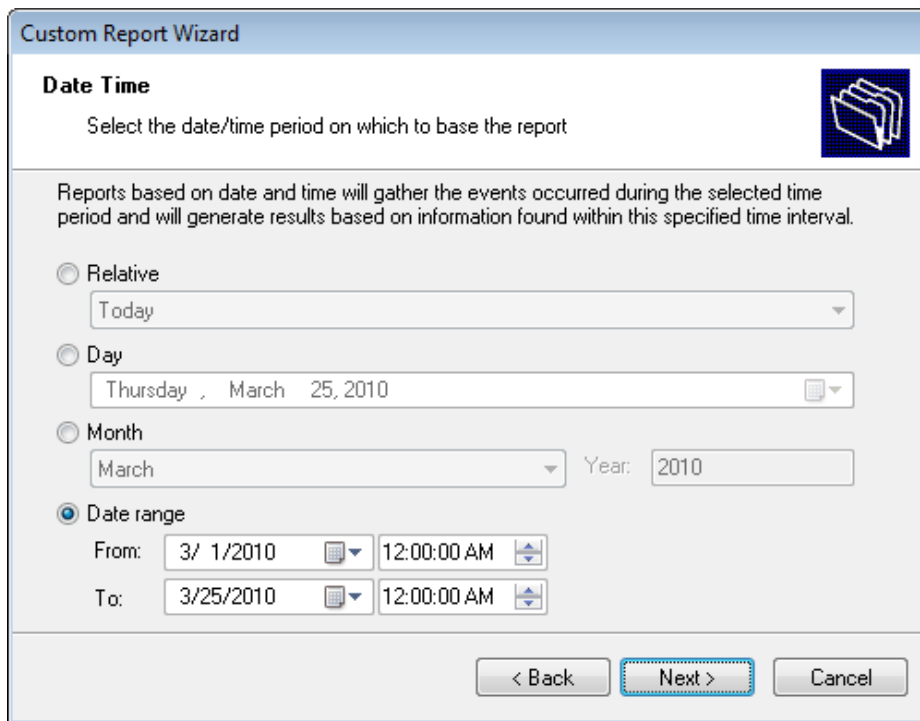 Custom Report Wizard
Date Time
Select the date/time period on which to base the report
Reports based on date and time will gather the events occurred during the selected time
period and will generate results based on information found within this specified time interval.
Relative
Today
Day
Thursday , March 25, 2010
Month
March Year: 2010
Date range
From: 3/ 1/2010 12:00:00 AM
To: 3/25/2010 12:00:00 AM
< Back Next > Cancel